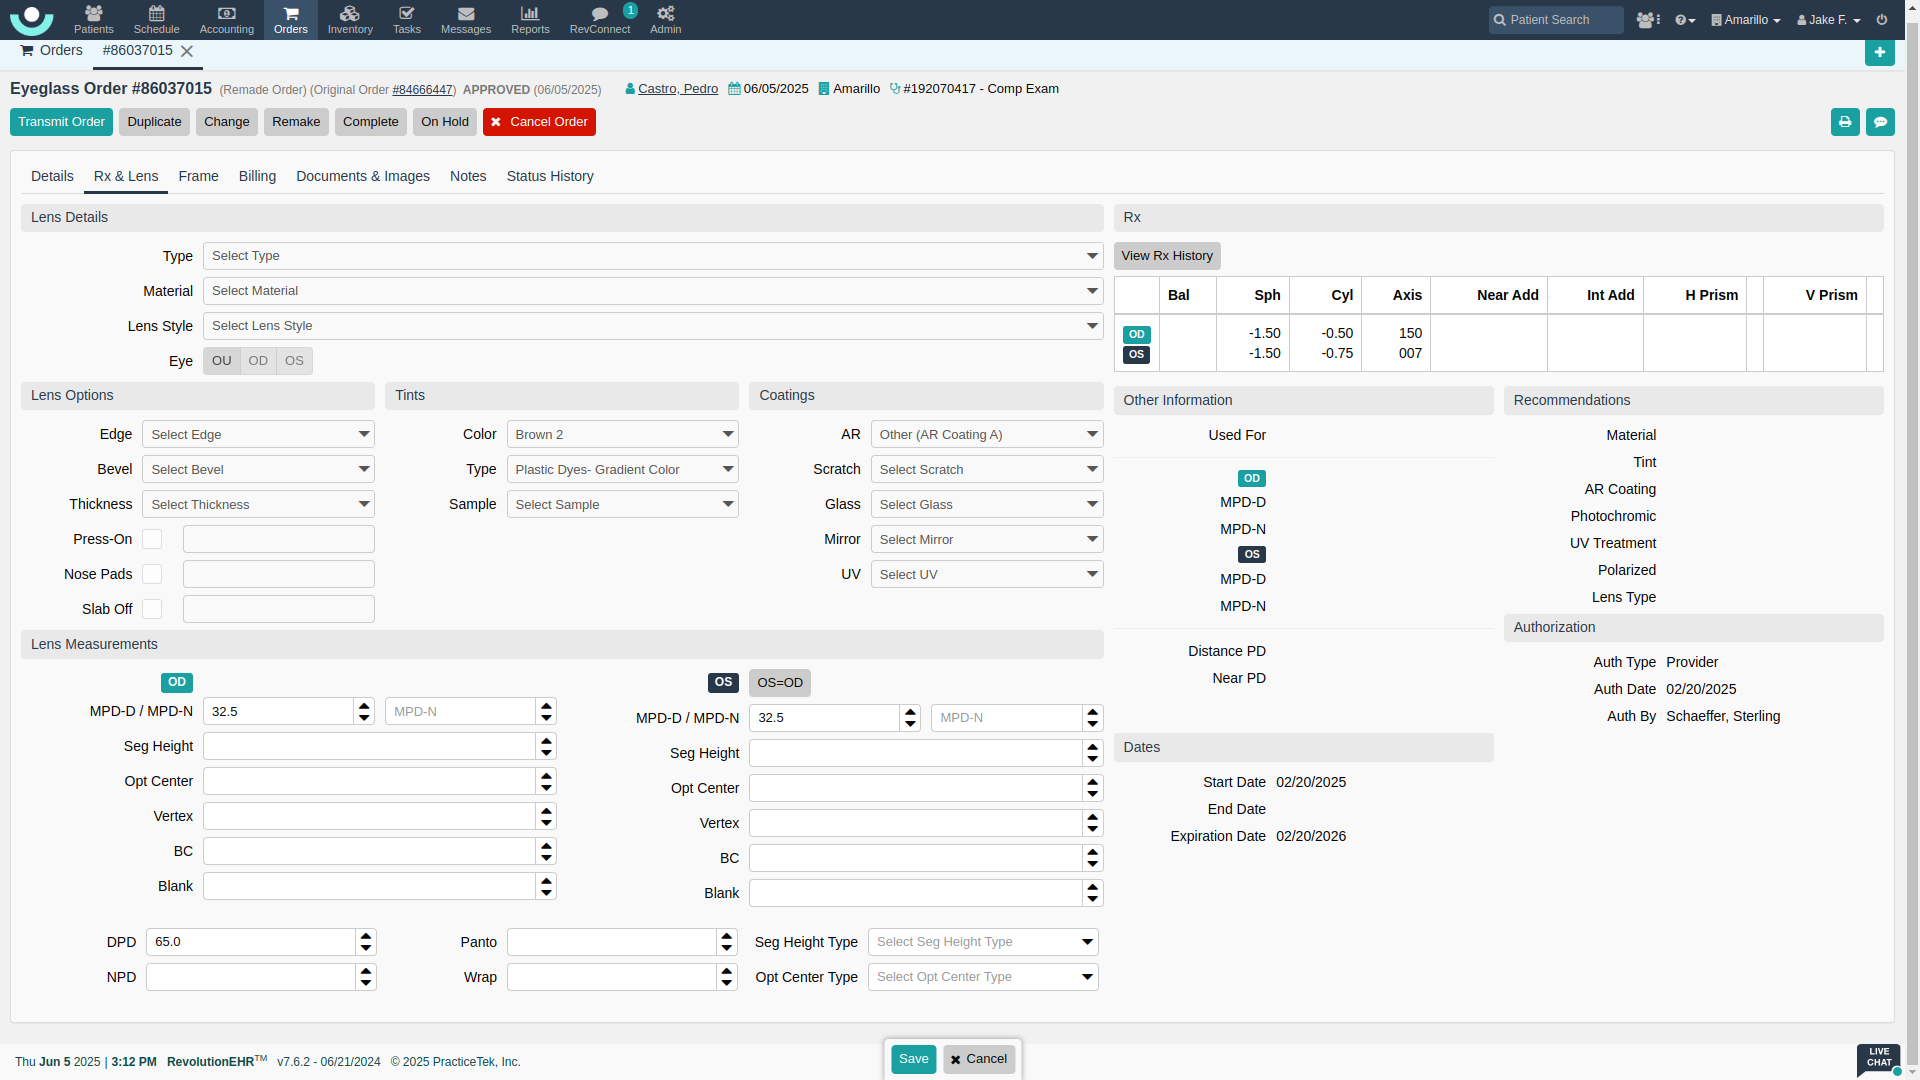 Patients
Schedule
Accounting
Orders
Inventory
Tasks
Messages
Reports
RevConnect
1
Admin
Patient Search
Amarillo
Jake F.
Orders
#86037015
Eyeglass Order #86037015 (Remade Order) (Original Order #84666447) APPROVED (06/05/2025) Castro, Pedro 06/05/2025 Amarillo #192070417 - Comp Exam
Transmit Order
Duplicate
Change
Remake
Complete
On Hold
Cancel Order
Details
Rx & Lens
Frame
Billing
Documents & Images
Notes
Status History
Lens Details
Type Select Type
Material Select Material
Lens Style Select Lens Style
Eye OU OD OS
Lens Options
Edge Select Edge
Bevel Select Bevel
Thickness Select Thickness
Press-On
Nose Pads
Slab Off
Tints
Color Brown 2
Type Plastic Dyes- Gradient Color
Sample Select Sample
Coatings
AR Other (AR Coating A)
Scratch Select Scratch
Glass Select Glass
Mirror Select Mirror
UV Select UV
Lens Measurements
OD
MPD-D / MPD-N 32.5 MPD-N
Seg Height
Opt Center
Vertex
BC
Blank
OS OS=OD
MPD-D / MPD-N 32.5 MPD-N
Seg Height
Opt Center
Vertex
BC
Blank
DPD 65.0
NPD
Panto
Wrap
Seg Height Type Select Seg Height Type
Opt Center Type Select Opt Center Type
Rx
View Rx History
Bal Sph Cyl Axis Near Add Int Add H Prism V Prism
OD -1.50 -0.50 150
OS -1.50 -0.75 007
Other Information
Used For
OD
MPD-D
MPD-N
OS
MPD-D
MPD-N
Distance PD
Near PD
Dates
Start Date 02/20/2025
End Date
Expiration Date 02/20/2026
Recommendations
Material
Tint
AR Coating
Photochromic
UV Treatment
Polarized
Lens Type
Authorization
Auth Type Provider
Auth Date 02/20/2025
Auth By Schaeffer, Sterling
Save
Cancel
Thu Jun 5 2025 | 3:12 PM RevolutionEHR™ v7.6.2 - 06/21/2024 © 2025 PracticeTek, Inc.
LIVE
CHAT